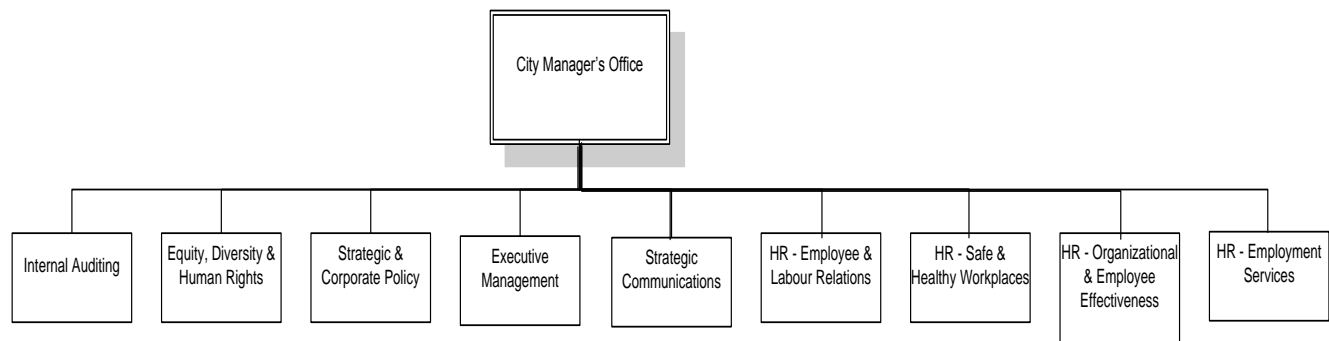 City Manager's Office
Internal Auditing
Equity, Diversity &
Human Rights
Strategic &
Corporate Policy
Executive
Management
Strategic
Communications
HR - Employee &
Labour Relations
HR - Safe &
Healthy Workplaces
HR - Organizational
& Employee
Effectiveness
HR - Employment
Services